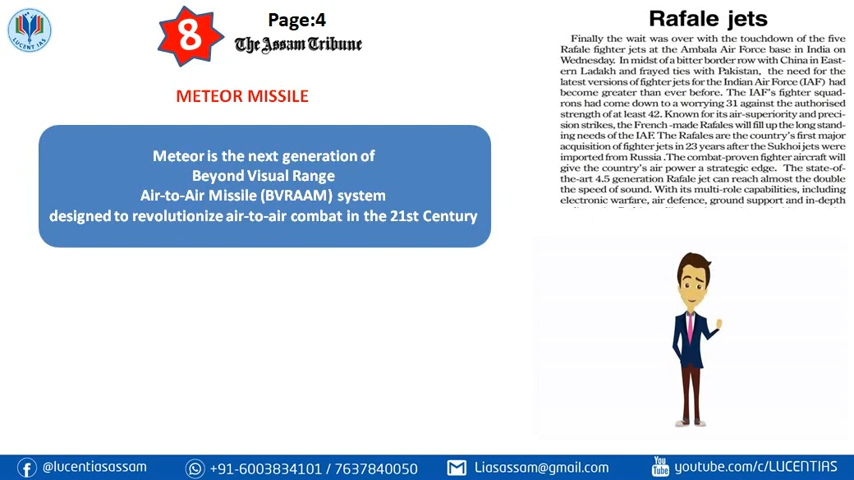 LUCENT IAS
8
Page:4
The Assam Tribune
METEOR MISSILE
Meteor is the next generation of
Beyond Visual Range
Air-to-Air Missile (BVRAAM) system
designed to revolutionize air-to-air combat in the 21st Century
Rafale jets
Finally the wait was over with the touchdown of the five
Rafale fighter jets at the Ambala Air Force base in India on
Wednesday. In midst of a bitter border row with China in East-
ern Ladakh and frayed ties with Pakistan, the need for the
latest versions of fighter jets for the Indian Air Force (IAF) had
become greater than ever before. The IAF's fighter squad-
rons had come down to a worrying 31 against the authorised
strength of at least 42. Known for its air-superiority and preci-
sion strikes, the French -made Rafales will fill up the long stand-
ing needs of the IAF. The Rafales are the country's first major
acquisition of fighter jets in 23 years after the Sukhoi jets were
imported from Russia .The combat-proven fighter aircraft will
give the country's air power a strategic edge. The state-of-
the-art 4.5 generation Rafale jet can reach almost the double
the speed of sound. With its multi-role capabilities, including
electronic warfare, air defence, ground support and in-depth
@lucentiasassam
+91-6003834101 / 7637840050
Liasassam@gmail.com
You
Tube
youtube.com/c/LUCENTIAS